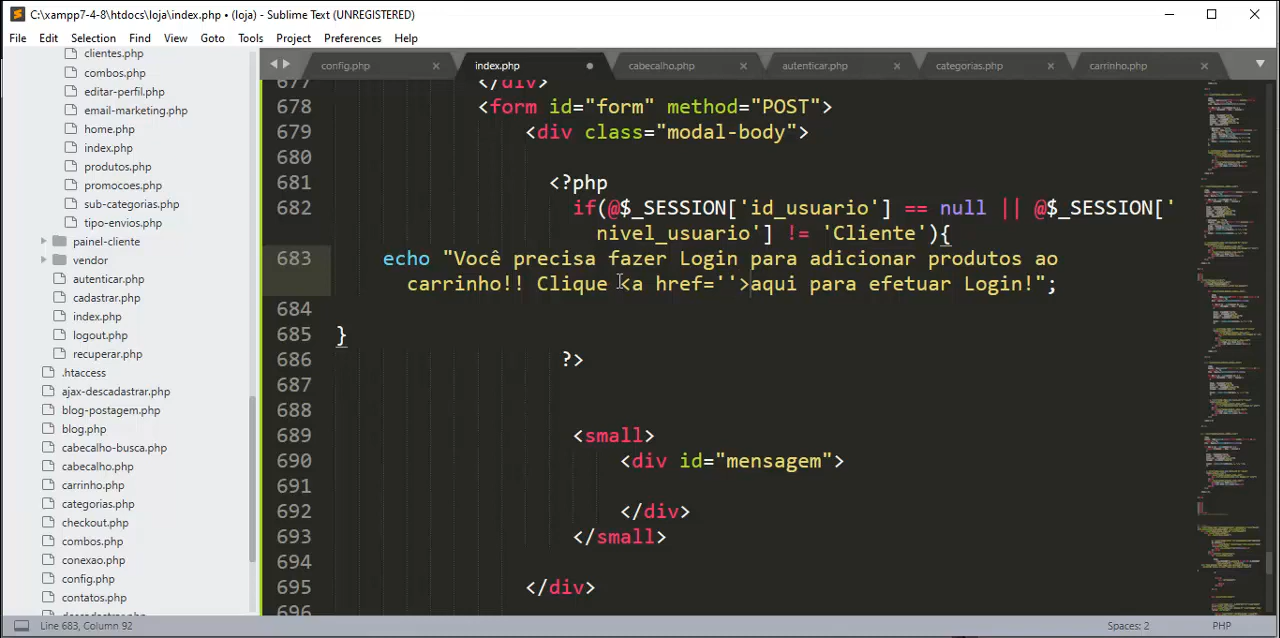 C:\xampp7-4-8\htdocs\loja\index.php • (loja) - Sublime Text (UNREGISTERED)
File Edit Selection Find View Goto Tools Project Preferences Help
clientes.php
combos.php
editar-perfil.php
email-marketing.php
home.php
index.php
produtos.php
promocoes.php
sub-categorias.php
tipo-envios.php
painel-cliente
vendor
autenticar.php
cadastrar.php
index.php
logout.php
recuperar.php
.htaccess
ajax-descadastrar.php
blog-postagem.php
blog.php
cabecalho-busca.php
cabecalho.php
carrinho.php
categorias.php
checkout.php
combos.php
conexao.php
config.php
contatos.php
descadastrar.php
config.php index.php cabecalho.php autenticar.php categorias.php carrinho.php
677 </div>
678 <form id="form" method="POST">
679 <div class="modal-body">
680
681 <?php
682 if(@$_SESSION['id_usuario'] == null || @$_SESSION['
nivel_usuario'] != 'Cliente'){
683 echo "Você precisa fazer Login para adicionar produtos ao
carrinho!! Clique <a href=''>aqui para efetuar Login!";
684
685 }
686 ?>
687
688
689 <small>
690 <div id="mensagem">
691
692 </div>
693 </small>
694
695 </div>
696
Line 683, Column 92 Spaces: 2 PHP